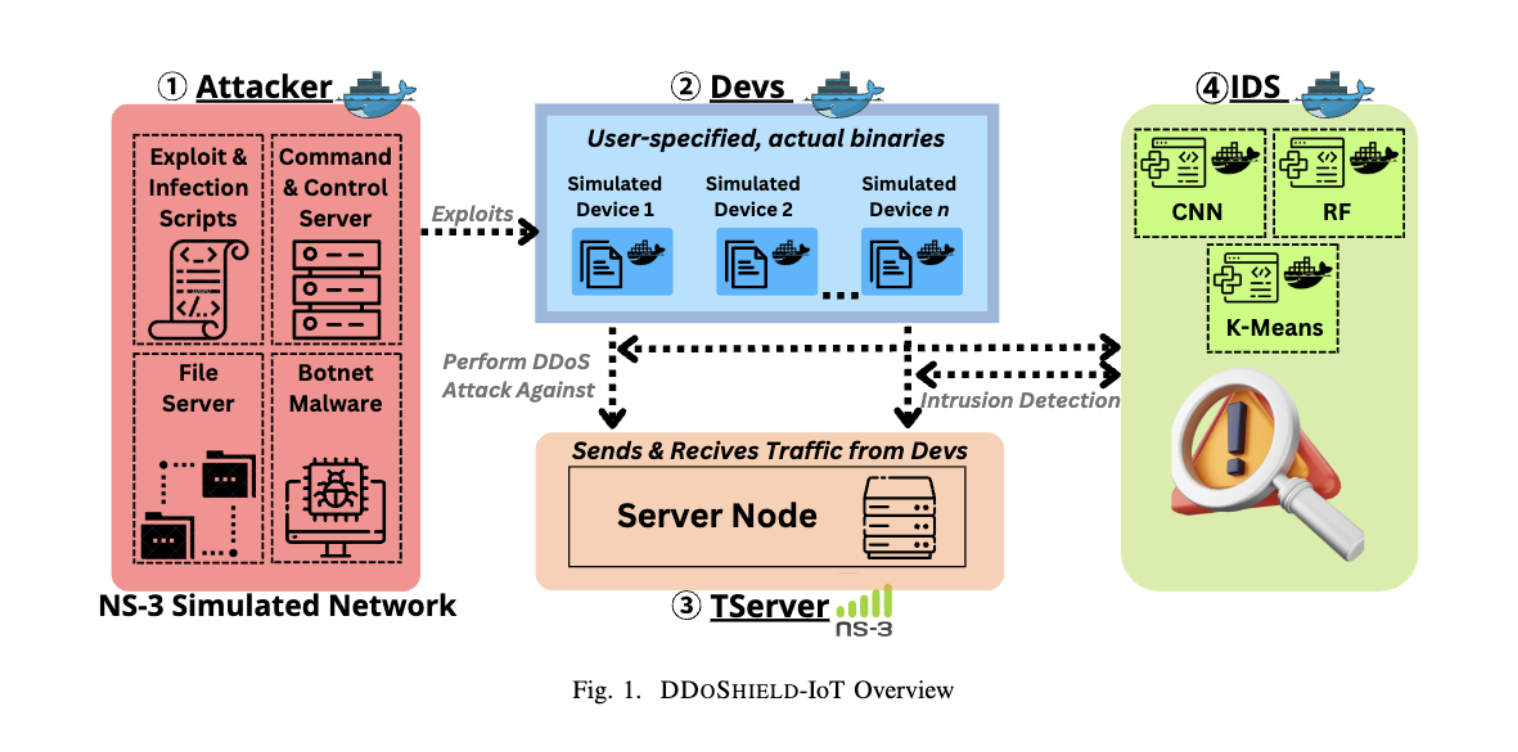 ① Attacker
Exploit &
Infection
Scripts
Command
& Control
Server
File
Server
Botnet
Malware
NS-3 Simulated Network
Exploits
② Devs
User-specified, actual binaries
Simulated
Device 1
Simulated
Device 2
...
Simulated
Device n
Perform DDoS
Attack Against
Intrusion Detection
Sends & Recives Traffic from Devs
Server Node
③ TServer
ns-3
④IDS
CNN
RF
K-Means
Fig. 1. DDOSHIELD-IOT Overview